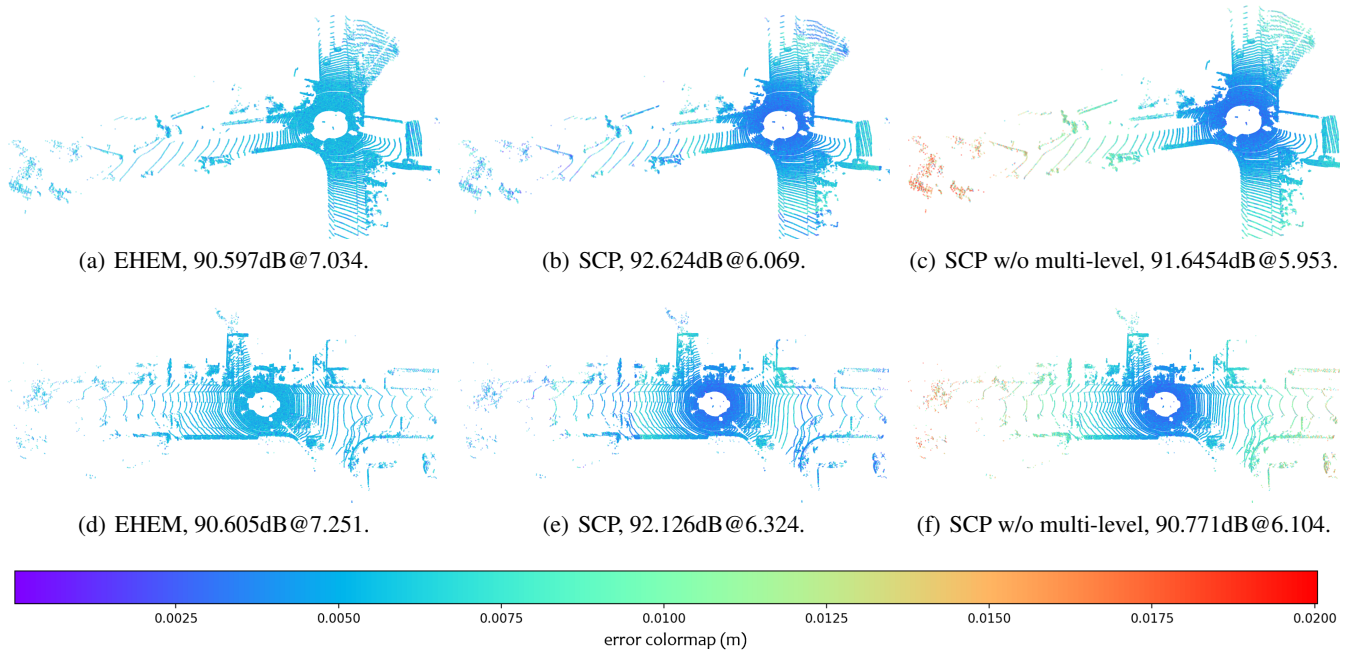 (a) EHEM, 90.597dB@7.034.
(b) SCP, 92.624dB@6.069.
(c) SCP w/o multi-level, 91.6454dB@5.953.
(d) EHEM, 90.605dB@7.251.
(e) SCP, 92.126dB@6.324.
(f) SCP w/o multi-level, 90.771dB@6.104.
0.0025 0.0050 0.0075 0.0100 0.0125 0.0150 0.0175 0.0200
error colormap (m)